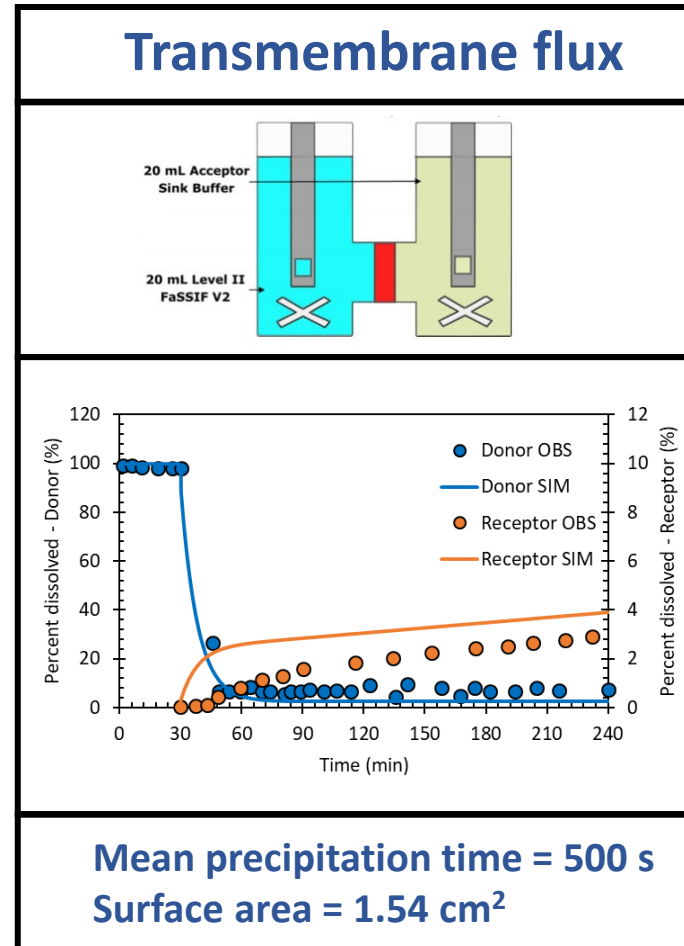 Transmembrane flux
20 mL Acceptor
Sink Buffer
20 mL Level II
FaSSIF V2
Percent dissolved - Donor (%)
120
100
80
60
40
20
0
Donor OBS
Donor SIM
Receptor OBS
Receptor SIM
12
10
8
6
4
2
0
Percent dissolved - Receptor (%)
0 30 60 90 120 150 180 210 240
Time (min)
Mean precipitation time = 500 s
Surface area = 1.54 cm²